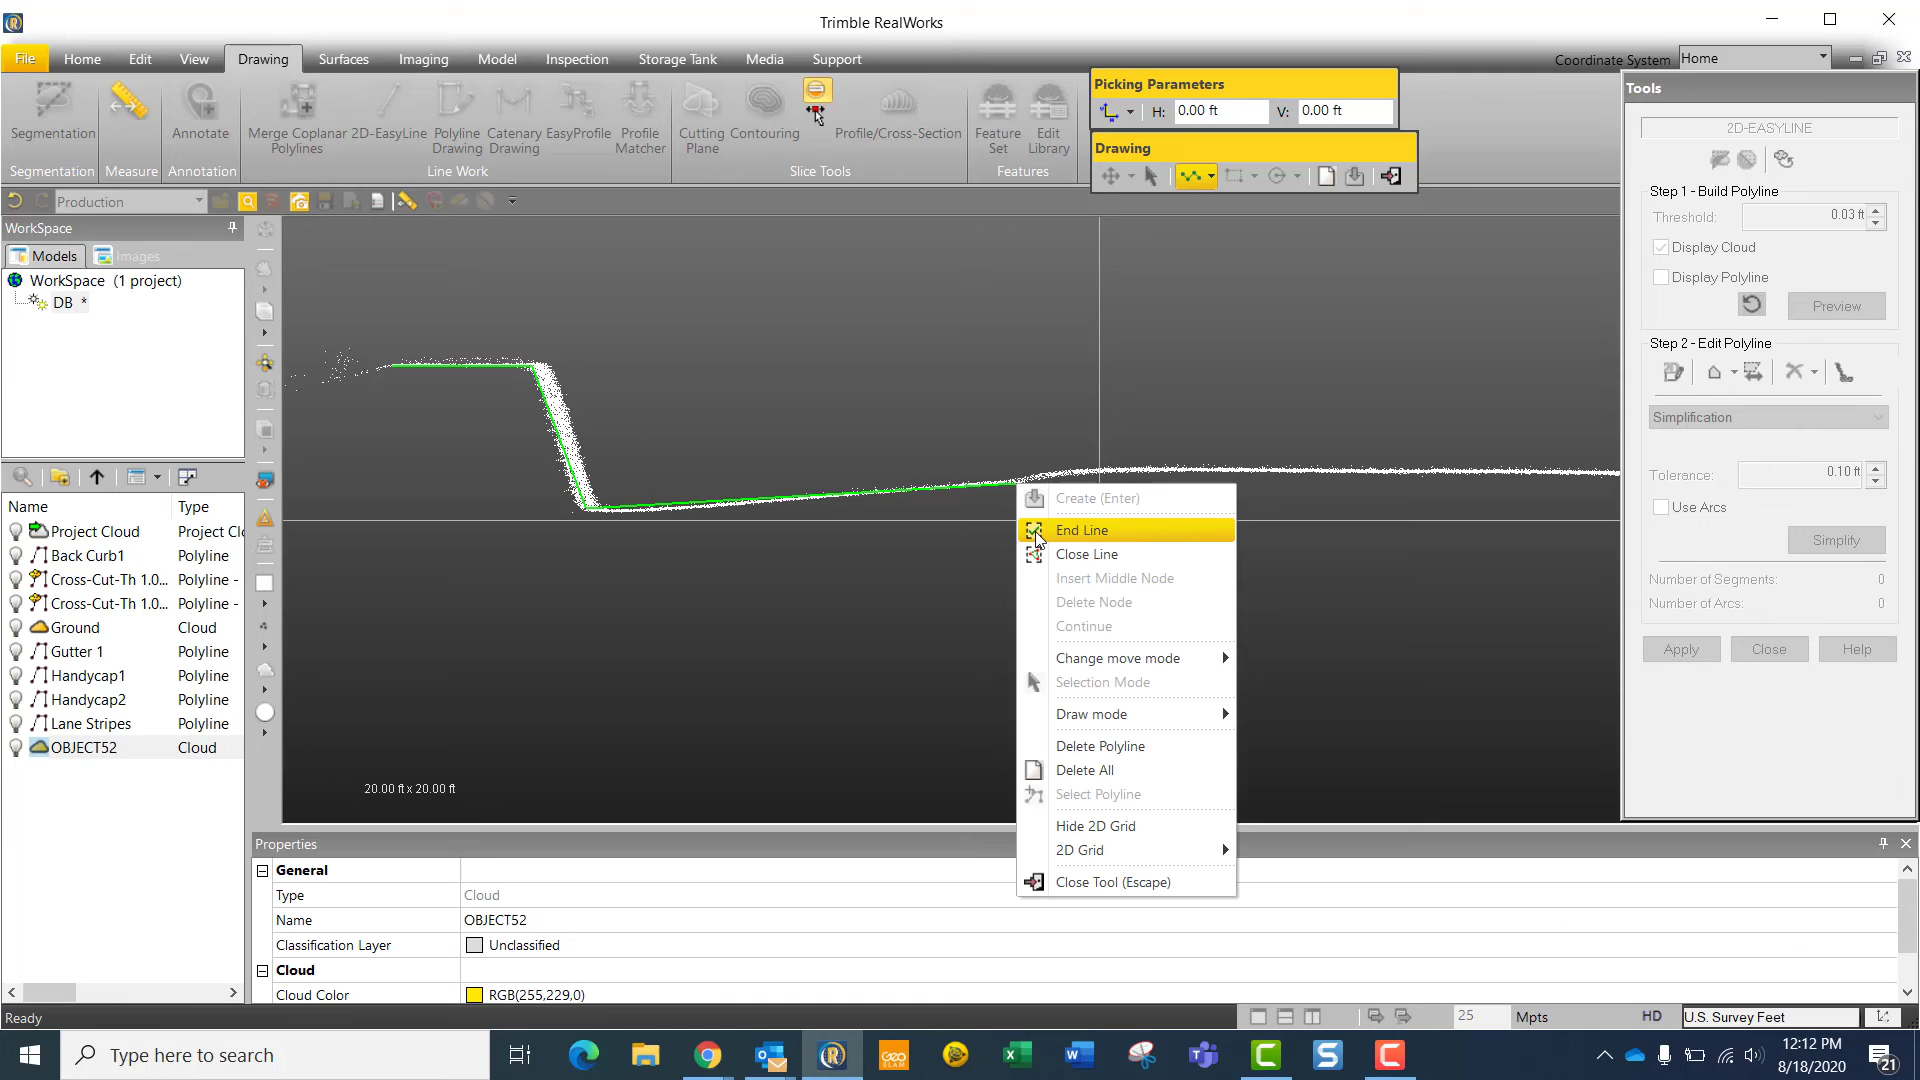 Trimble RealWorks
File
Home
Edit
View
Drawing
Surfaces
Imaging
Model
Inspection
Storage Tank
Media
Support
Coordinate System
Home
Segmentation
Annotate
Merge Coplanar Polylines
2D-EasyLine
Polyline Drawing
Catenary Drawing
EasyProfile
Profile Matcher
Cutting Plane
Contouring
Profile/Cross-Section
Feature Set
Edit Library
Segmentation
Measure
Annotation
Line Work
Slice Tools
Features
Picking Parameters
H: 0.00 ft
V: 0.00 ft
Drawing
Production
WorkSpace
Models
Images
WorkSpace (1 project)
DB *
Name Type
Project Cloud Project Cl
Back Curb1 Polyline
Cross-Cut-Th 1.0... Polyline -
Cross-Cut-Th 1.0... Polyline -
Ground Cloud
Gutter 1 Polyline
Handycap1 Polyline
Handycap2 Polyline
Lane Stripes Polyline
OBJECT52 Cloud
20.00 ft x 20.00 ft
Create (Enter)
End Line
Close Line
Insert Middle Node
Delete Node
Continue
Change move mode
Selection Mode
Draw mode
Delete Polyline
Delete All
Select Polyline
Hide 2D Grid
2D Grid
Close Tool (Escape)
Tools
2D-EASYLINE
Step 1 - Build Polyline
Threshold: 0.03 ft
Display Cloud
Display Polyline
Preview
Step 2 - Edit Polyline
Simplification
Tolerance: 0.10 ft
Use Arcs
Simplify
Number of Segments: 0
Number of Arcs: 0
Apply
Close
Help
Properties
General
Type Cloud
Name OBJECT52
Classification Layer Unclassified
Cloud
Cloud Color RGB(255,229,0)
Ready
25 Mpts
HD
U.S. Survey Feet
Type here to search
GEO
SLAM
12:12 PM
8/18/2020
21